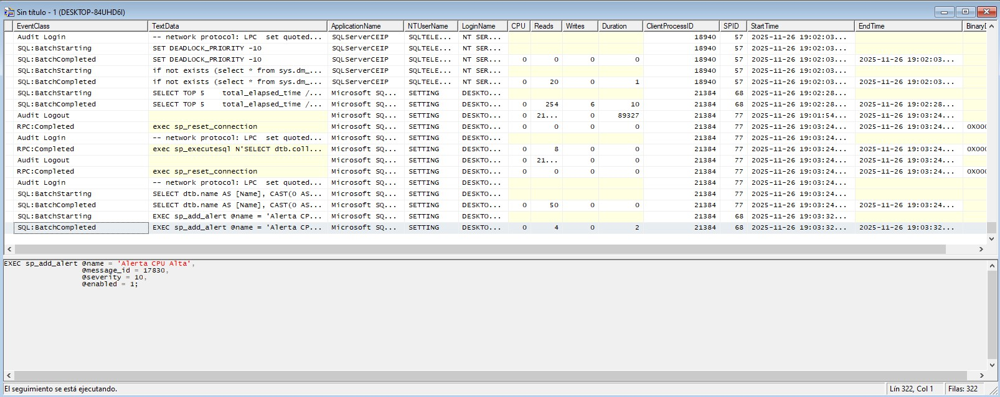 Sin título - 1 (DESKTOP-84UHD6I)
EventClass TextData ApplicationName NTUserName LoginName CPU Reads Writes Duration ClientProcessID SPID StartTime EndTime
Audit Login -- network protocol: LPC set quoted... SQLServerCEIP SQLTELE... NT SER... 18940 57 2025-11-26 19:02:03...
SQL:BatchStarting SET DEADLOCK_PRIORITY -10 SQLServerCEIP SQLTELE... NT SER... 18940 57 2025-11-26 19:02:03...
SQL:BatchCompleted SET DEADLOCK_PRIORITY -10 SQLServerCEIP SQLTELE... NT SER... 0 0 0 0 18940 57 2025-11-26 19:02:03... 2025-11-26 19:02:03...
SQL:BatchStarting if not exists (select * from sys.dm_... SQLServerCEIP SQLTELE... NT SER... 18940 57 2025-11-26 19:02:03...
SQL:BatchCompleted if not exists (select * from sys.dm_... SQLServerCEIP SQLTELE... NT SER... 0 20 0 1 18940 57 2025-11-26 19:02:03... 2025-11-26 19:02:03...
SQL:BatchStarting SELECT TOP 5 total_elapsed_time /... Microsoft SQ... SETTING DESKTO... 21384 68 2025-11-26 19:02:28...
SQL:BatchCompleted SELECT TOP 5 total_elapsed_time /... Microsoft SQ... SETTING DESKTO... 0 254 6 10 21384 68 2025-11-26 19:02:28... 2025-11-26 19:02:28...
Audit Logout Microsoft SQ... SETTING DESKTO... 0 21... 0 89327 21384 77 2025-11-26 19:01:54... 2025-11-26 19:03:24...
RPC:Completed exec sp_reset_connection Microsoft SQ... SETTING DESKTO... 0 0 0 0 21384 77 2025-11-26 19:03:24... 2025-11-26 19:03:24... 0X000
Audit Login -- network protocol: LPC set quoted... Microsoft SQ... SETTING DESKTO... 21384 77 2025-11-26 19:03:24...
RPC:Completed exec sp_executesql N'SELECT dtb.coll... Microsoft SQ... SETTING DESKTO... 0 8 0 0 21384 77 2025-11-26 19:03:24... 2025-11-26 19:03:24... 0X000
Audit Logout Microsoft SQ... SETTING DESKTO... 0 21... 0 0 21384 77 2025-11-26 19:03:24... 2025-11-26 19:03:24...
RPC:Completed exec sp_reset_connection Microsoft SQ... SETTING DESKTO... 0 0 0 0 21384 77 2025-11-26 19:03:24... 2025-11-26 19:03:24... 0X000
Audit Login -- network protocol: LPC set quoted... Microsoft SQ... SETTING DESKTO... 21384 77 2025-11-26 19:03:24...
SQL:BatchStarting SELECT dtb.name AS [Name], CAST(0 AS... Microsoft SQ... SETTING DESKTO... 21384 77 2025-11-26 19:03:24...
SQL:BatchCompleted SELECT dtb.name AS [Name], CAST(0 AS... Microsoft SQ... SETTING DESKTO... 0 50 0 0 21384 77 2025-11-26 19:03:24... 2025-11-26 19:03:24...
SQL:BatchStarting EXEC sp_add_alert @name = 'Alerta CP... Microsoft SQ... SETTING DESKTO... 21384 68 2025-11-26 19:03:32...
SQL:BatchCompleted EXEC sp_add_alert @name = 'Alerta CP... Microsoft SQ... SETTING DESKTO... 0 4 0 2 21384 68 2025-11-26 19:03:32... 2025-11-26 19:03:32...
EXEC sp_add_alert @name = 'Alerta CPU Alta',
@message_id = 17830,
@severity = 10,
@enabled = 1;
El seguimiento se está ejecutando. Lín 322, Col 1 Filas: 322